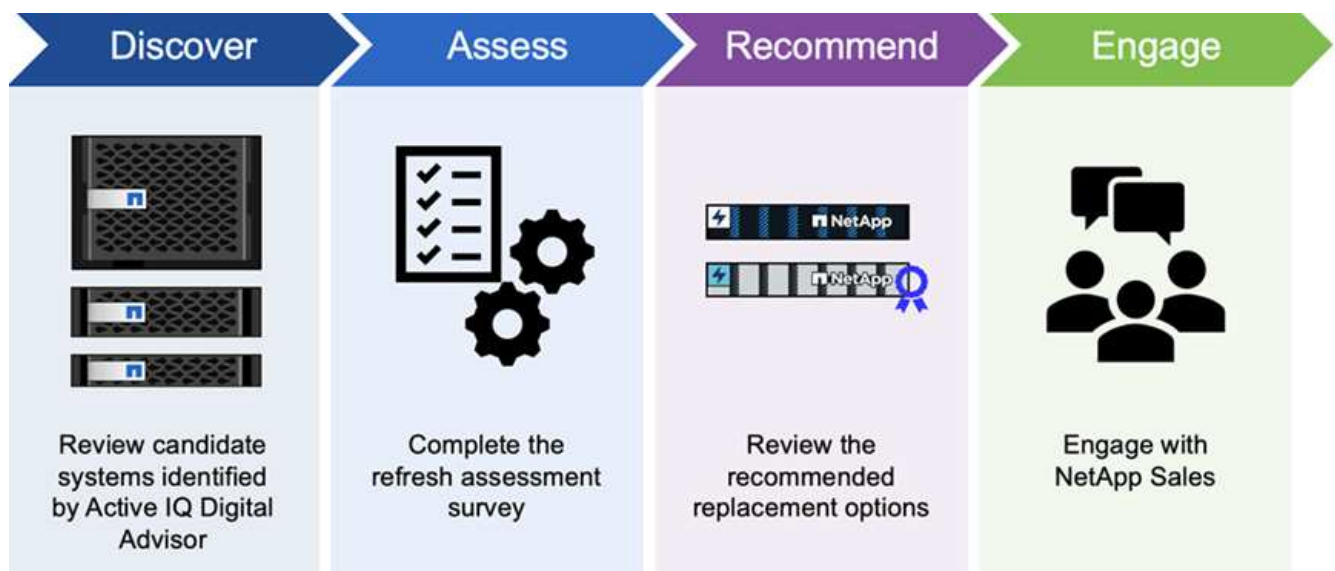 Discover
Assess
Recommend
Engage
NetApp
NetApp
Review candidate
systems identified
by Active IQ Digital
Advisor
Complete the
refresh assessment
survey
Review the
recommended
replacement options
Engage with
NetApp Sales